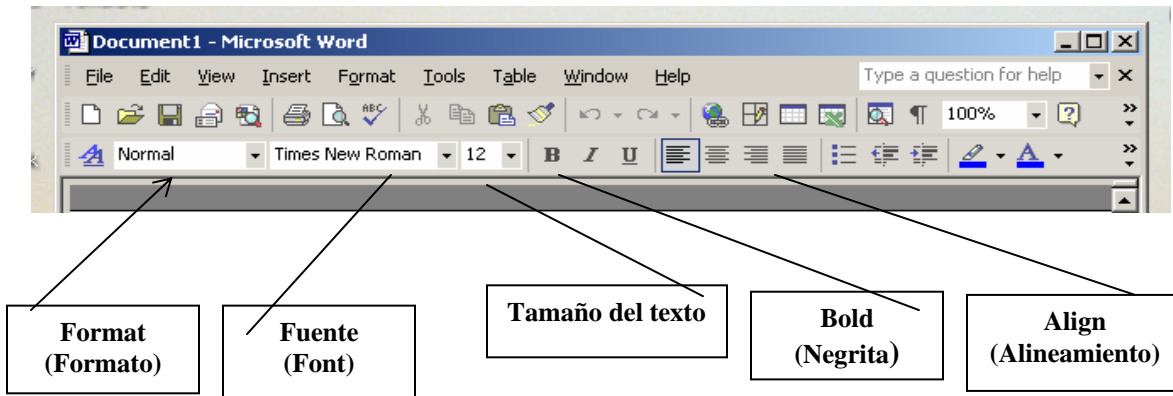 Document1 - Microsoft Word
File Edit View Insert Format Tools Table Window Help Type a question for help
ABC 100%
Normal Times New Roman 12 B I U A
Format
(Formato)
Fuente
(Font)
Tamaño del texto
Bold
(Negrita)
Align
(Alineamiento)